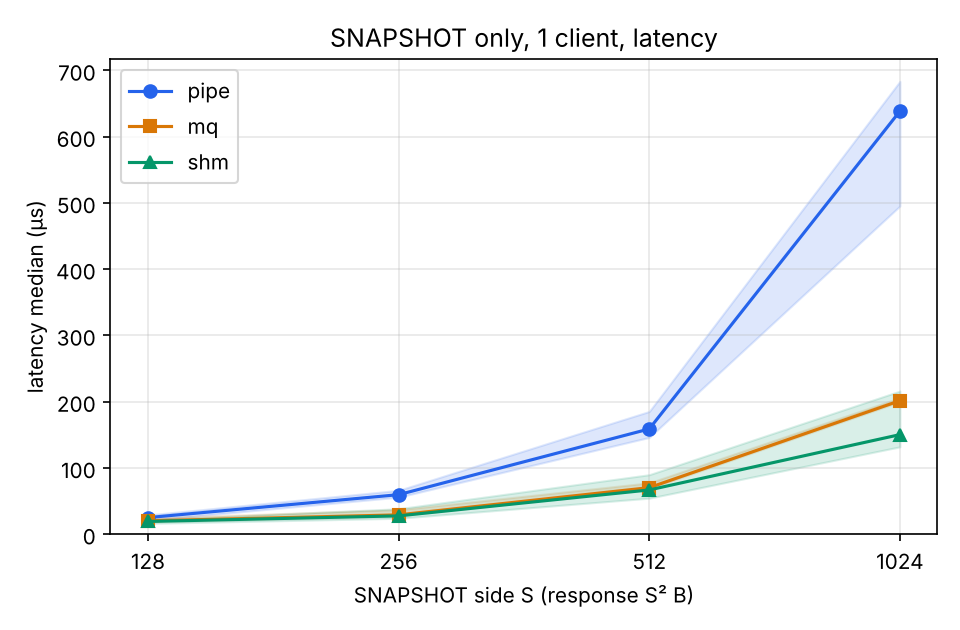 SNAPSHOT only, 1 client, latency
pipe
mq
shm
latency median (µs)
700
600
500
400
300
200
100
0
128
256
512
1024
SNAPSHOT side S (response S² B)